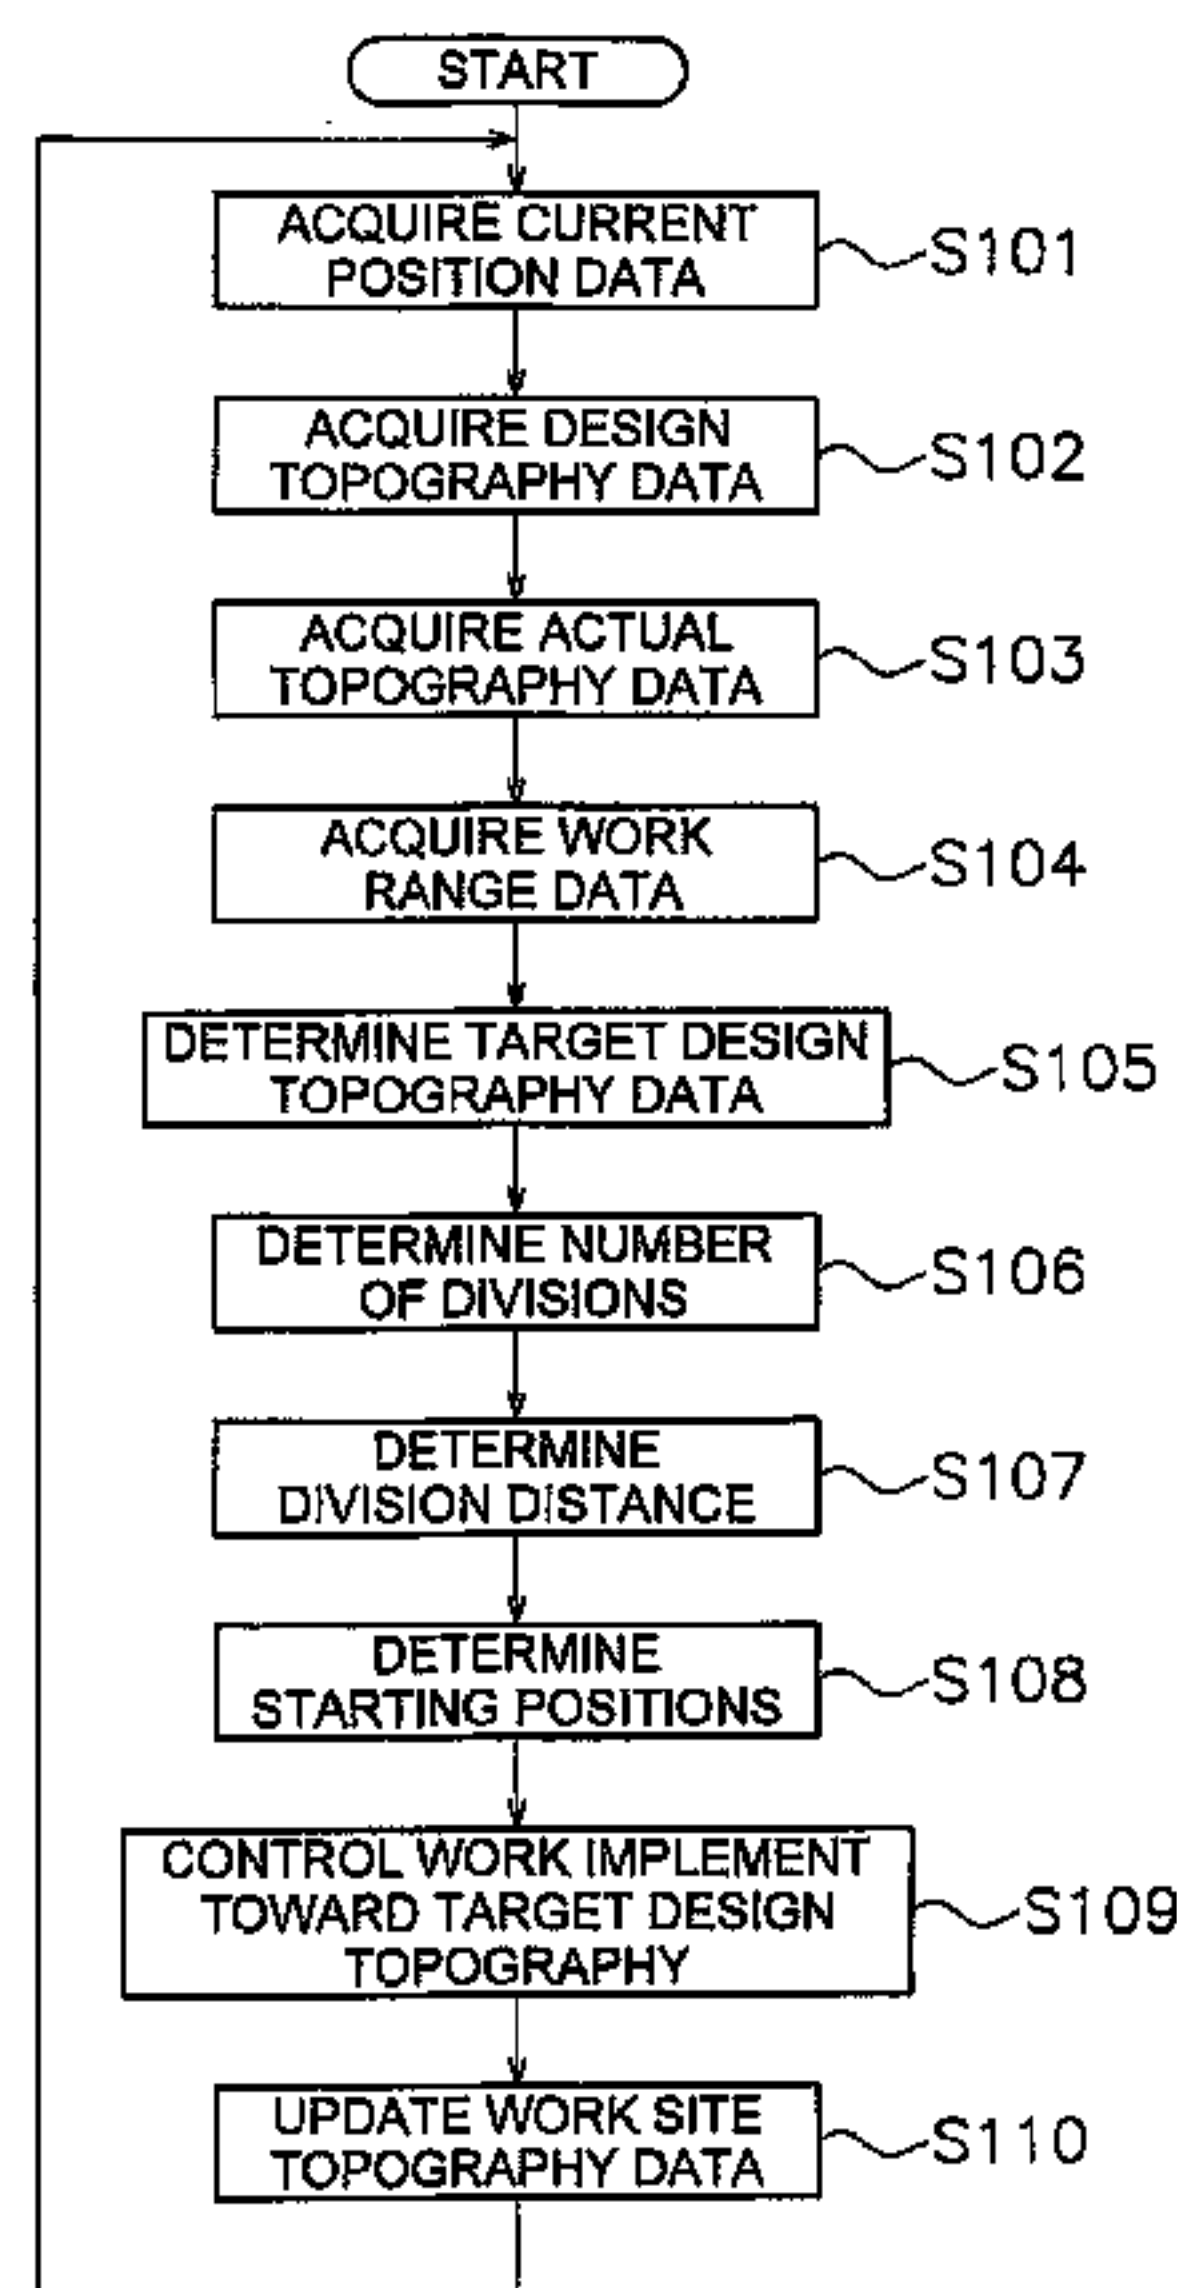 START
ACQUIRE CURRENT
POSITION DATA
S101
ACQUIRE DESIGN
TOPOGRAPHY DATA
S102
ACQUIRE ACTUAL
TOPOGRAPHY DATA
S103
ACQUIRE WORK
RANGE DATA
S104
DETERMINE TARGET DESIGN
TOPOGRAPHY DATA
S105
DETERMINE NUMBER
OF DIVISIONS
S106
DETERMINE
DIVISION DISTANCE
S107
DETERMINE
STARTING POSITIONS
S108
CONTROL WORK IMPLEMENT
TOWARD TARGET DESIGN
TOPOGRAPHY
S109
UPDATE WORK SITE
TOPOGRAPHY DATA
S110